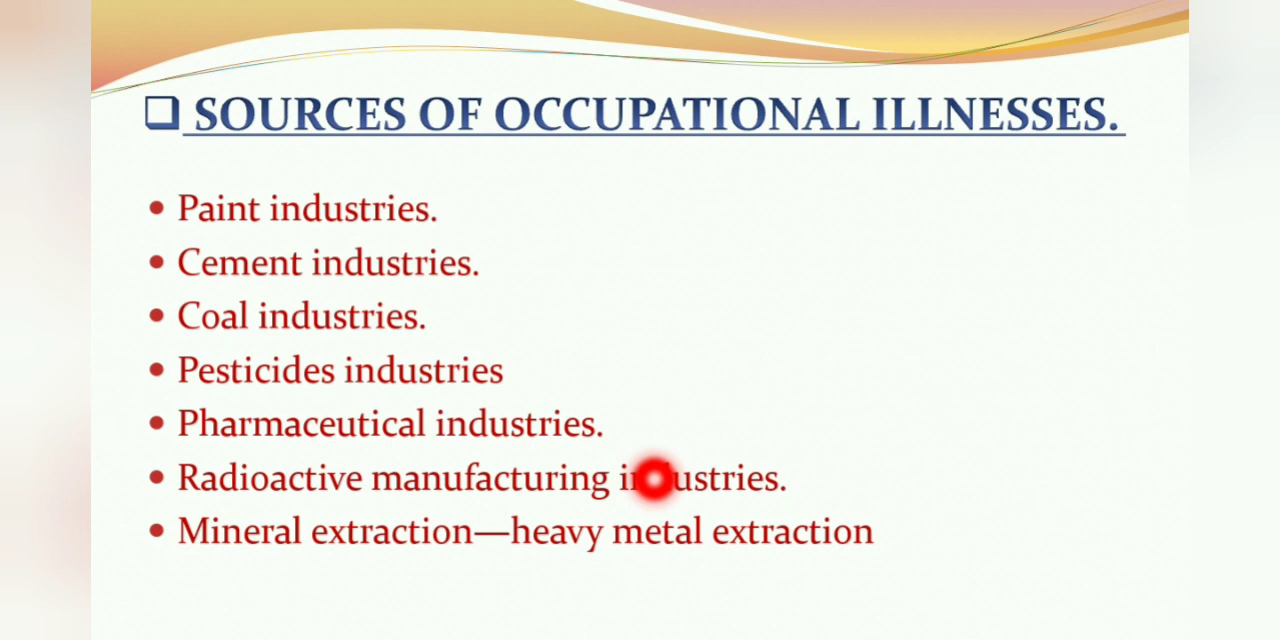 ❑ SOURCES OF OCCUPATIONAL ILLNESSES.
• Paint industries.
• Cement industries.
• Coal industries.
• Pesticides industries
• Pharmaceutical industries.
• Radioactive manufacturing industries.
• Mineral extraction—heavy metal extraction